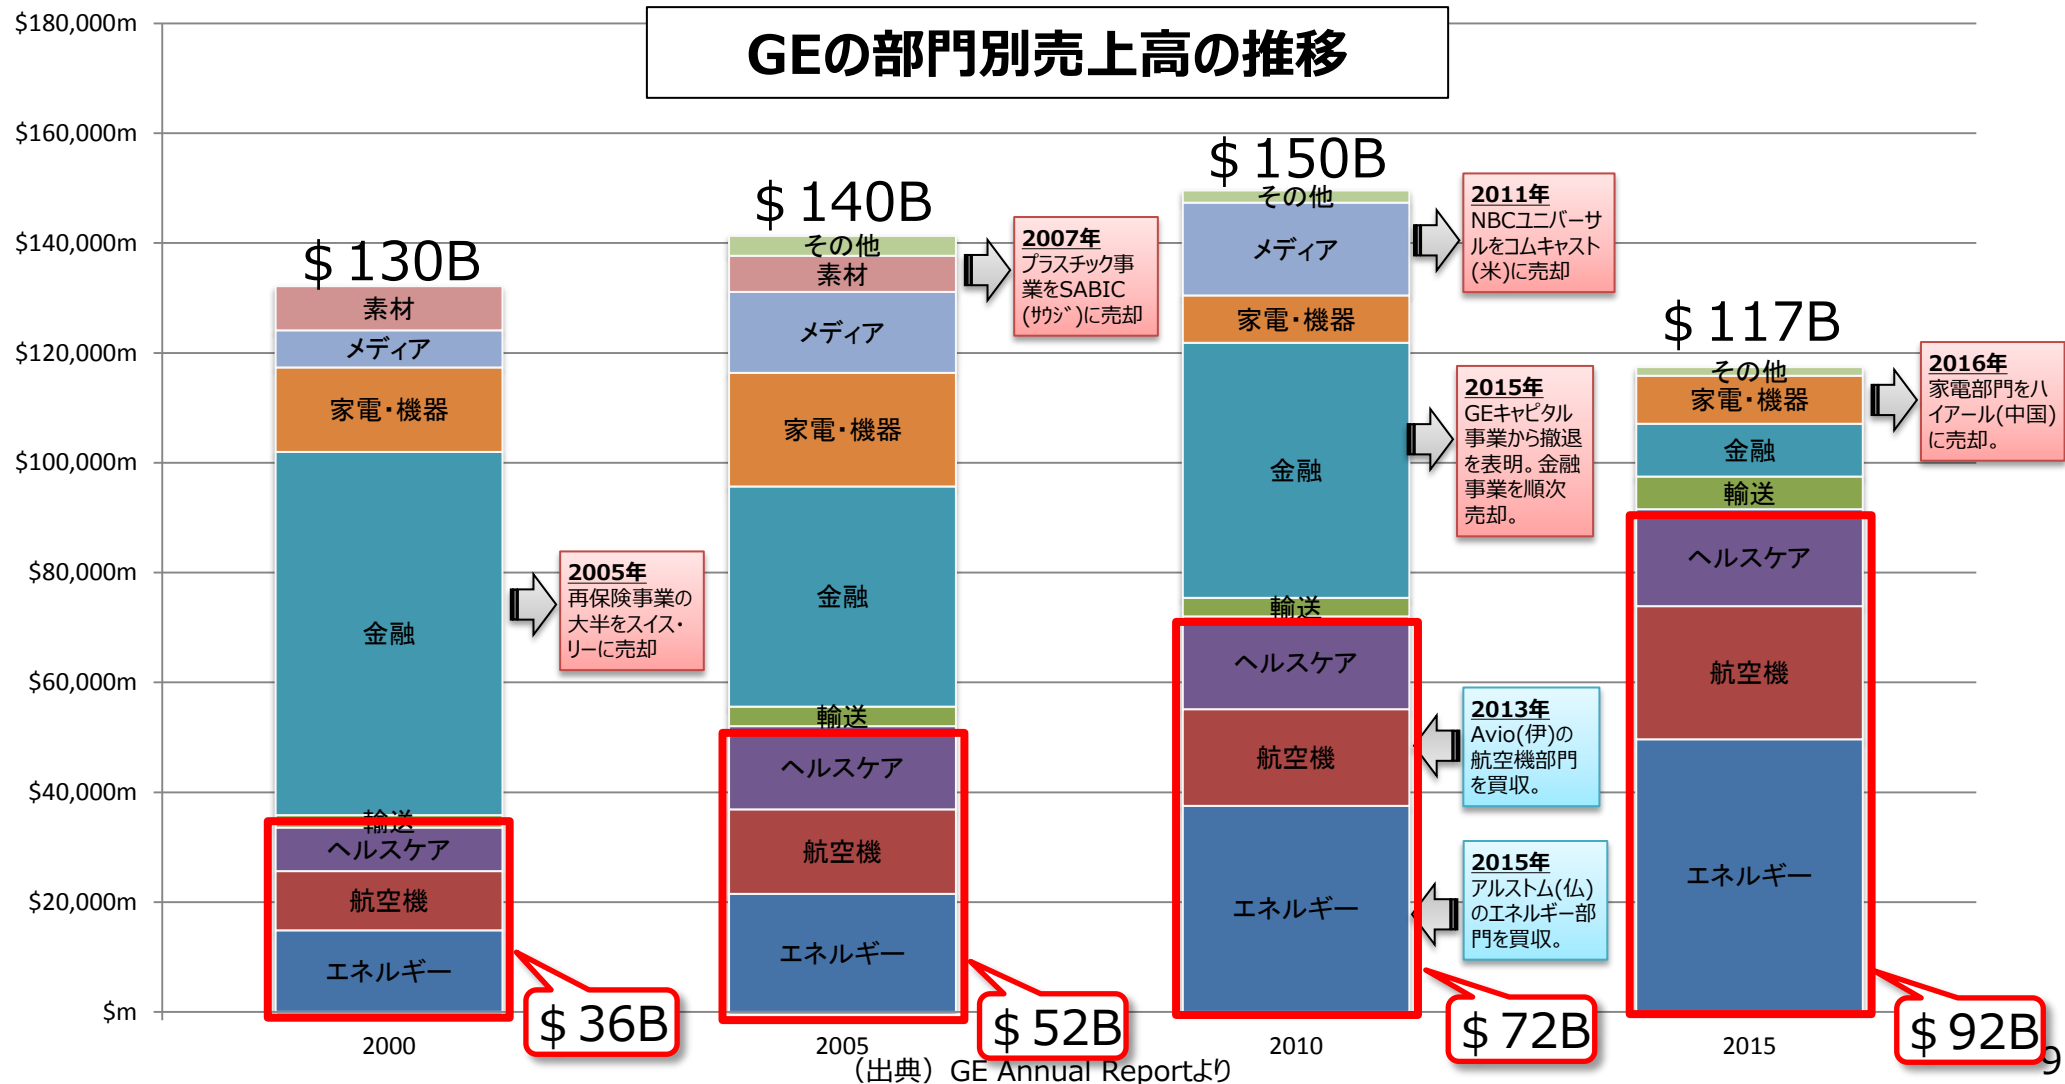 GEの部門別売上高の推移
$180,000m
$160,000m
$140,000m
$120,000m
$100,000m
$80,000m
$60,000m
$40,000m
$20,000m
$m
$ 130B
素材
メディア
家電・機器
金融
輸送
ヘルスケア
航空機
エネルギー
$ 36B
2000
2005年
再保険事業の
大半をスイス・
リーに売却
$ 140B
その他
素材
メディア
家電・機器
金融
輸送
ヘルスケア
航空機
エネルギー
$ 52B
2005
2007年
プラスチック事
業をSABIC
(ｻｳｼﾞ)に売却
$ 150B
その他
メディア
家電・機器
金融
輸送
ヘルスケア
航空機
エネルギー
$ 72B
2010
2011年
NBCユニバーサ
ルをコムキャスト
(米)に売却
2015年
GEキャピタル
事業から撤退
を表明。金融
事業を順次
売却。
2013年
Avio(伊)の
航空機部門
を買収。
2015年
アルストム(仏)
のエネルギー部
門を買収。
$ 117B
その他
家電・機器
金融
輸送
ヘルスケア
航空機
エネルギー
$ 92B
2015
2016年
家電部門をハ
イアール(中国)
に売却。
（出典）GE Annual Reportより
9